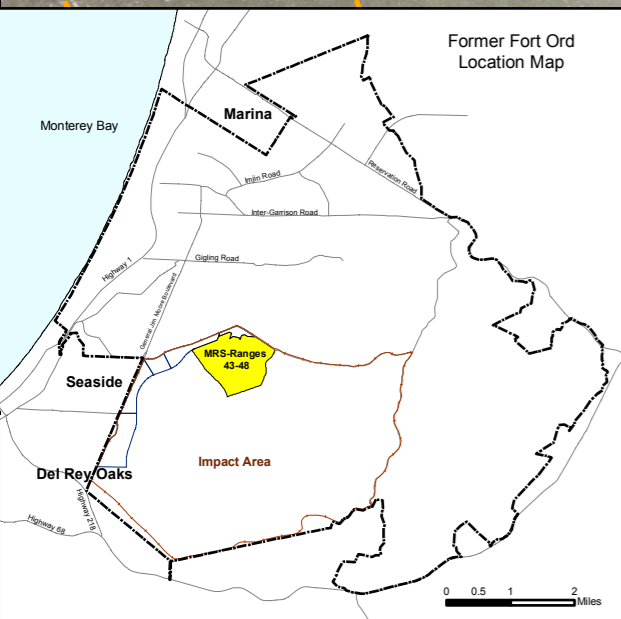 Former Fort Ord
Location Map
Marina
Monterey Bay
Reservation Road
Imjin Road
Inter-Garrison Road
Gigling Road
Highway 1
General Jim Moore Boulevard
MRS-Ranges
43-48
Seaside
Impact Area
Del Rey Oaks
Highway 218
Highway 68
0 0.5 1 2
Miles